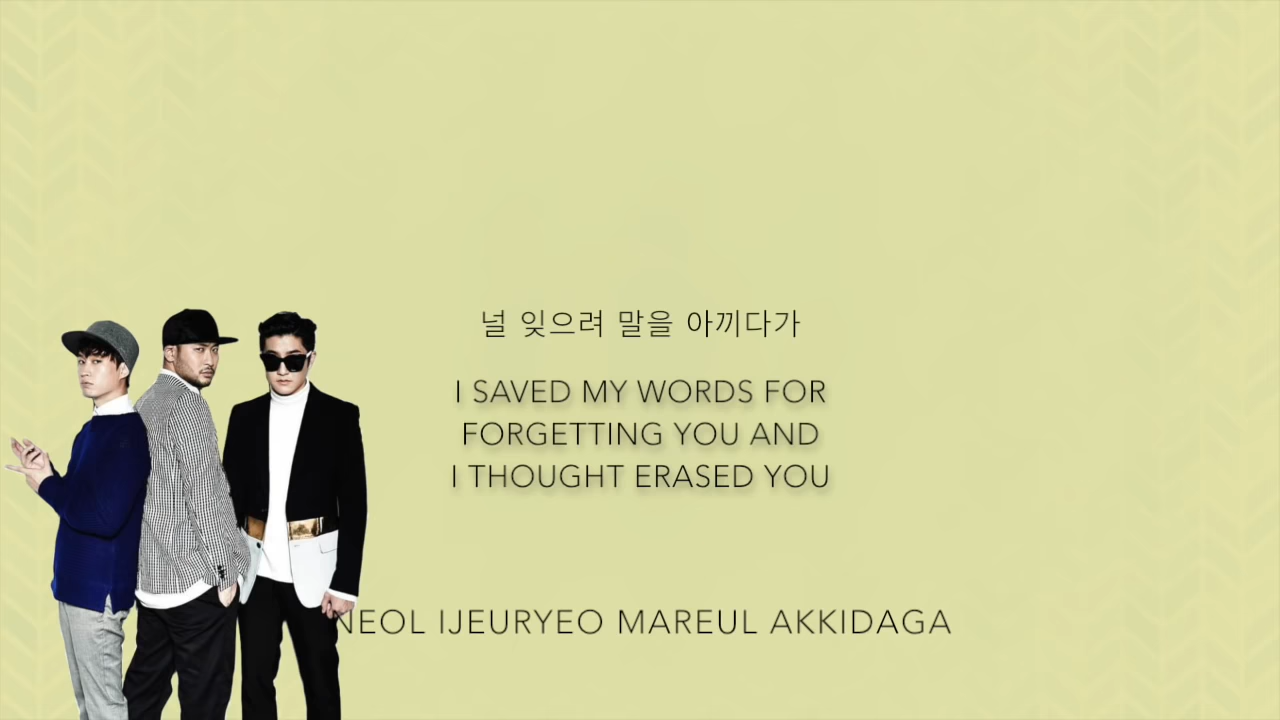 널 잊으려 말을 아끼다가
I SAVED MY WORDS FOR
FORGETTING YOU AND
I THOUGHT ERASED YOU
NEOL IJEURYEO MAREUL AKKIDAGA